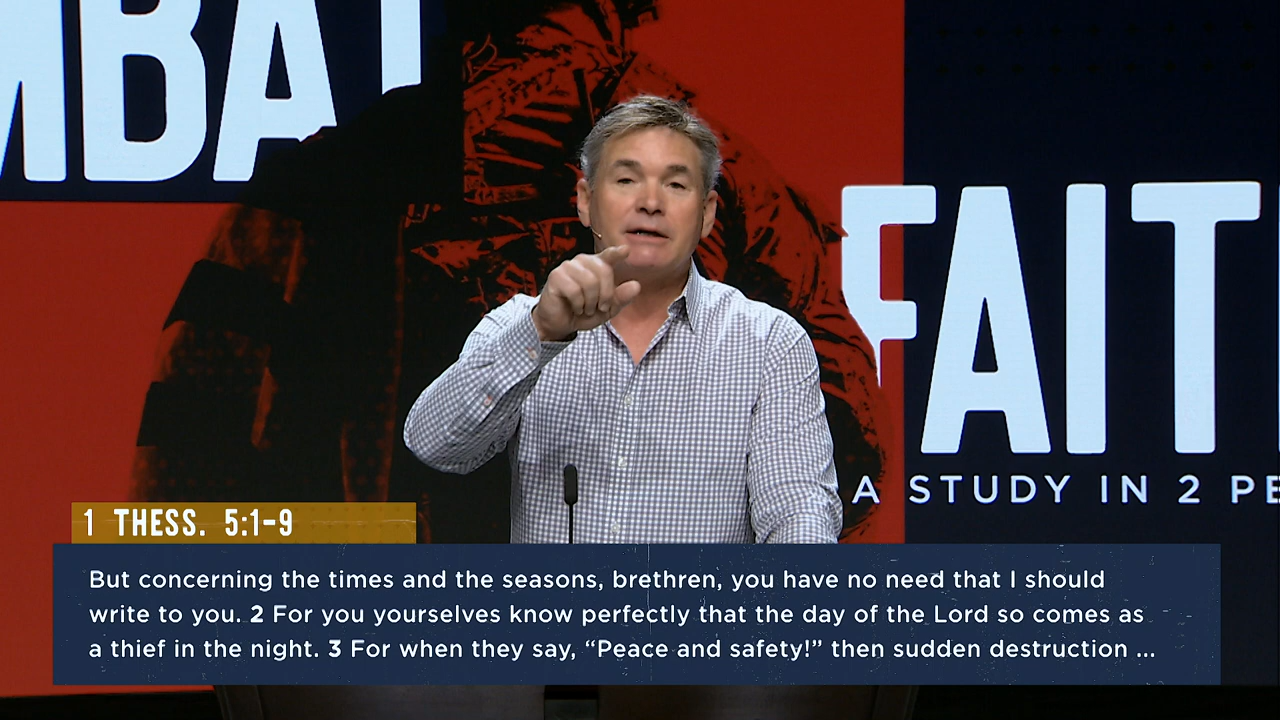 MBAT
FAIT
A STUDY IN 2 PE
1 THESS. 5:1-9
But concerning the times and the seasons, brethren, you have no need that I should
write to you. 2 For you yourselves know perfectly that the day of the Lord so comes as
a thief in the night. 3 For when they say, “Peace and safety!” then sudden destruction ...